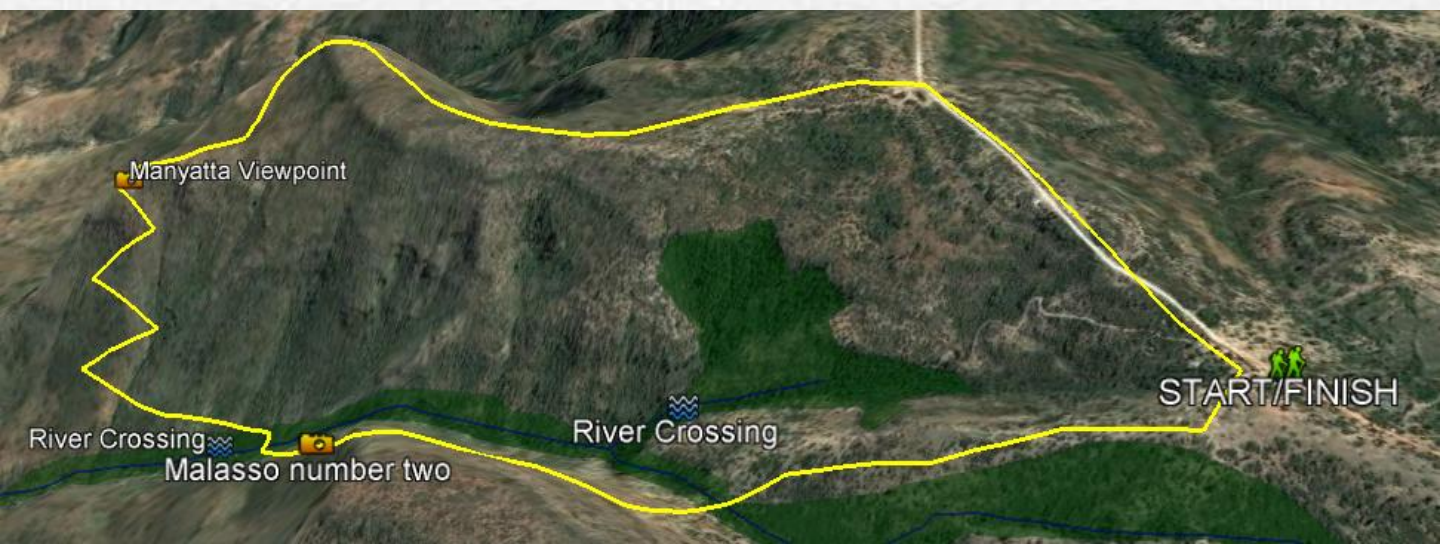 Manyatta Viewpoint
START/FINISH
River Crossing
River Crossing
Malasso number two